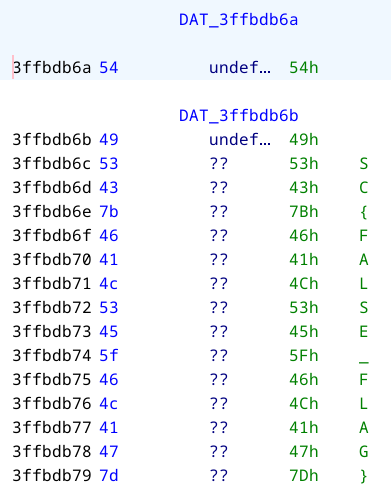 DAT_3ffbdb6a
3ffbdb6a 54 undef… 54h
DAT_3ffbdb6b
3ffbdb6b 49 undef… 49h
3ffbdb6c 53 ?? 53h S
3ffbdb6d 43 ?? 43h C
3ffbdb6e 7b ?? 7Bh {
3ffbdb6f 46 ?? 46h F
3ffbdb70 41 ?? 41h A
3ffbdb71 4c ?? 4Ch L
3ffbdb72 53 ?? 53h S
3ffbdb73 45 ?? 45h E
3ffbdb74 5f ?? 5Fh _
3ffbdb75 46 ?? 46h F
3ffbdb76 4c ?? 4Ch L
3ffbdb77 41 ?? 41h A
3ffbdb78 47 ?? 47h G
3ffbdb79 7d ?? 7Dh }